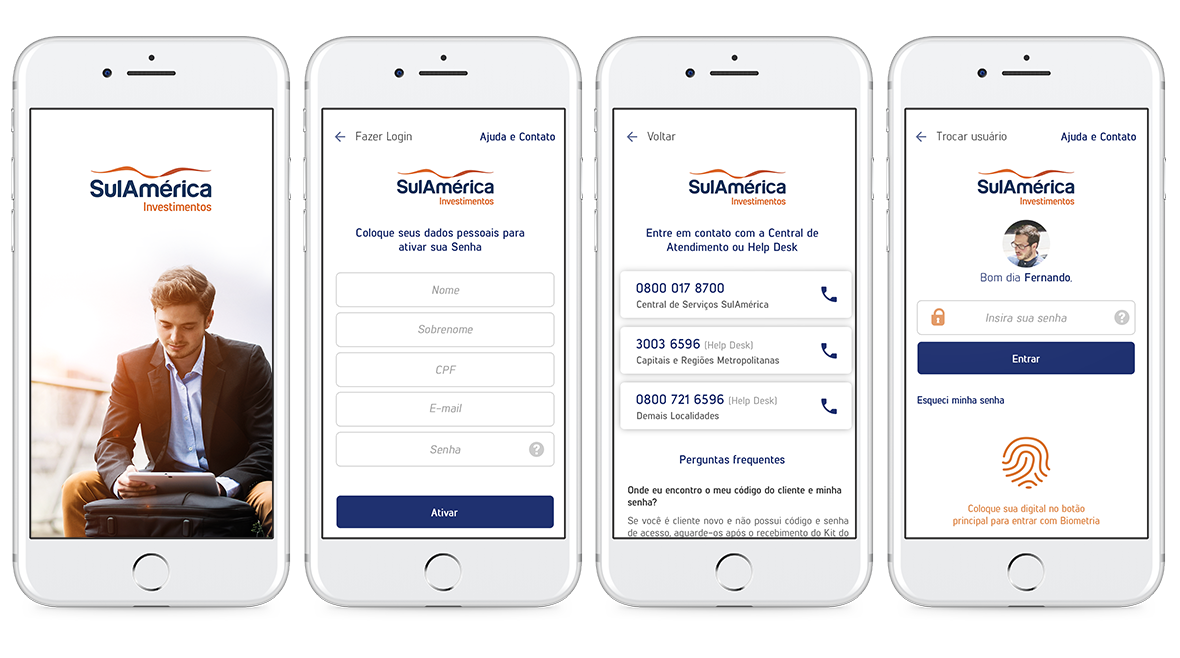 SulAmérica
Investimentos
Fazer Login
Ajuda e Contato
SulAmérica
Investimentos
Coloque seus dados pessoais para
ativar sua Senha
Nome
Sobrenome
CPF
E-mail
Senha
?
Ativar
Voltar
SulAmérica
Investimentos
Entre em contato com a Central de
Atendimento ou Help Desk
0800 017 8700
Central de Serviços SulAmérica
3003 6596 (Help Desk)
Capitais e Regiões Metropolitanas
0800 721 6596 (Help Desk)
Demais Localidades
Perguntas frequentes
Onde eu encontro o meu código do cliente e minha
senha?
Se você é cliente novo e não possui código e senha
de acesso, aguarde-os após o recebimento do Kit do
Trocar usuário
Ajuda e Contato
SulAmérica
Investimentos
Bom dia Fernando.
Insira sua senha
?
Entrar
Esqueci minha senha
Coloque sua digital no botão
principal para entrar com Biometria